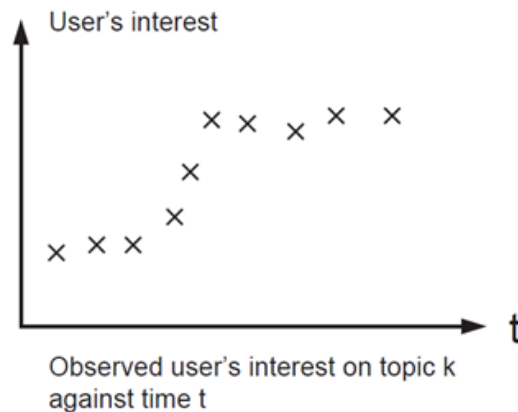 User's interest
t
Observed user's interest on topic k
against time t